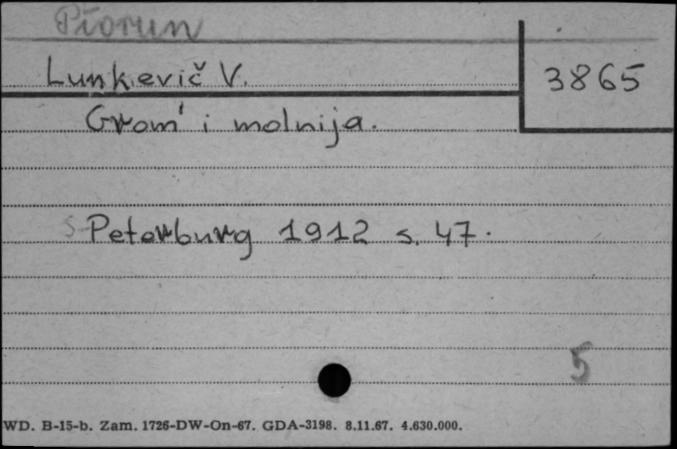 Piorun
Lunkevič V.
3865
Grom' i molnija.
S-Peterburg 1912 s. 47.
5
WD. B-15-b. Zam. 1726-DW-On-67. GDA-3198. 8.11.67. 4.630.000.